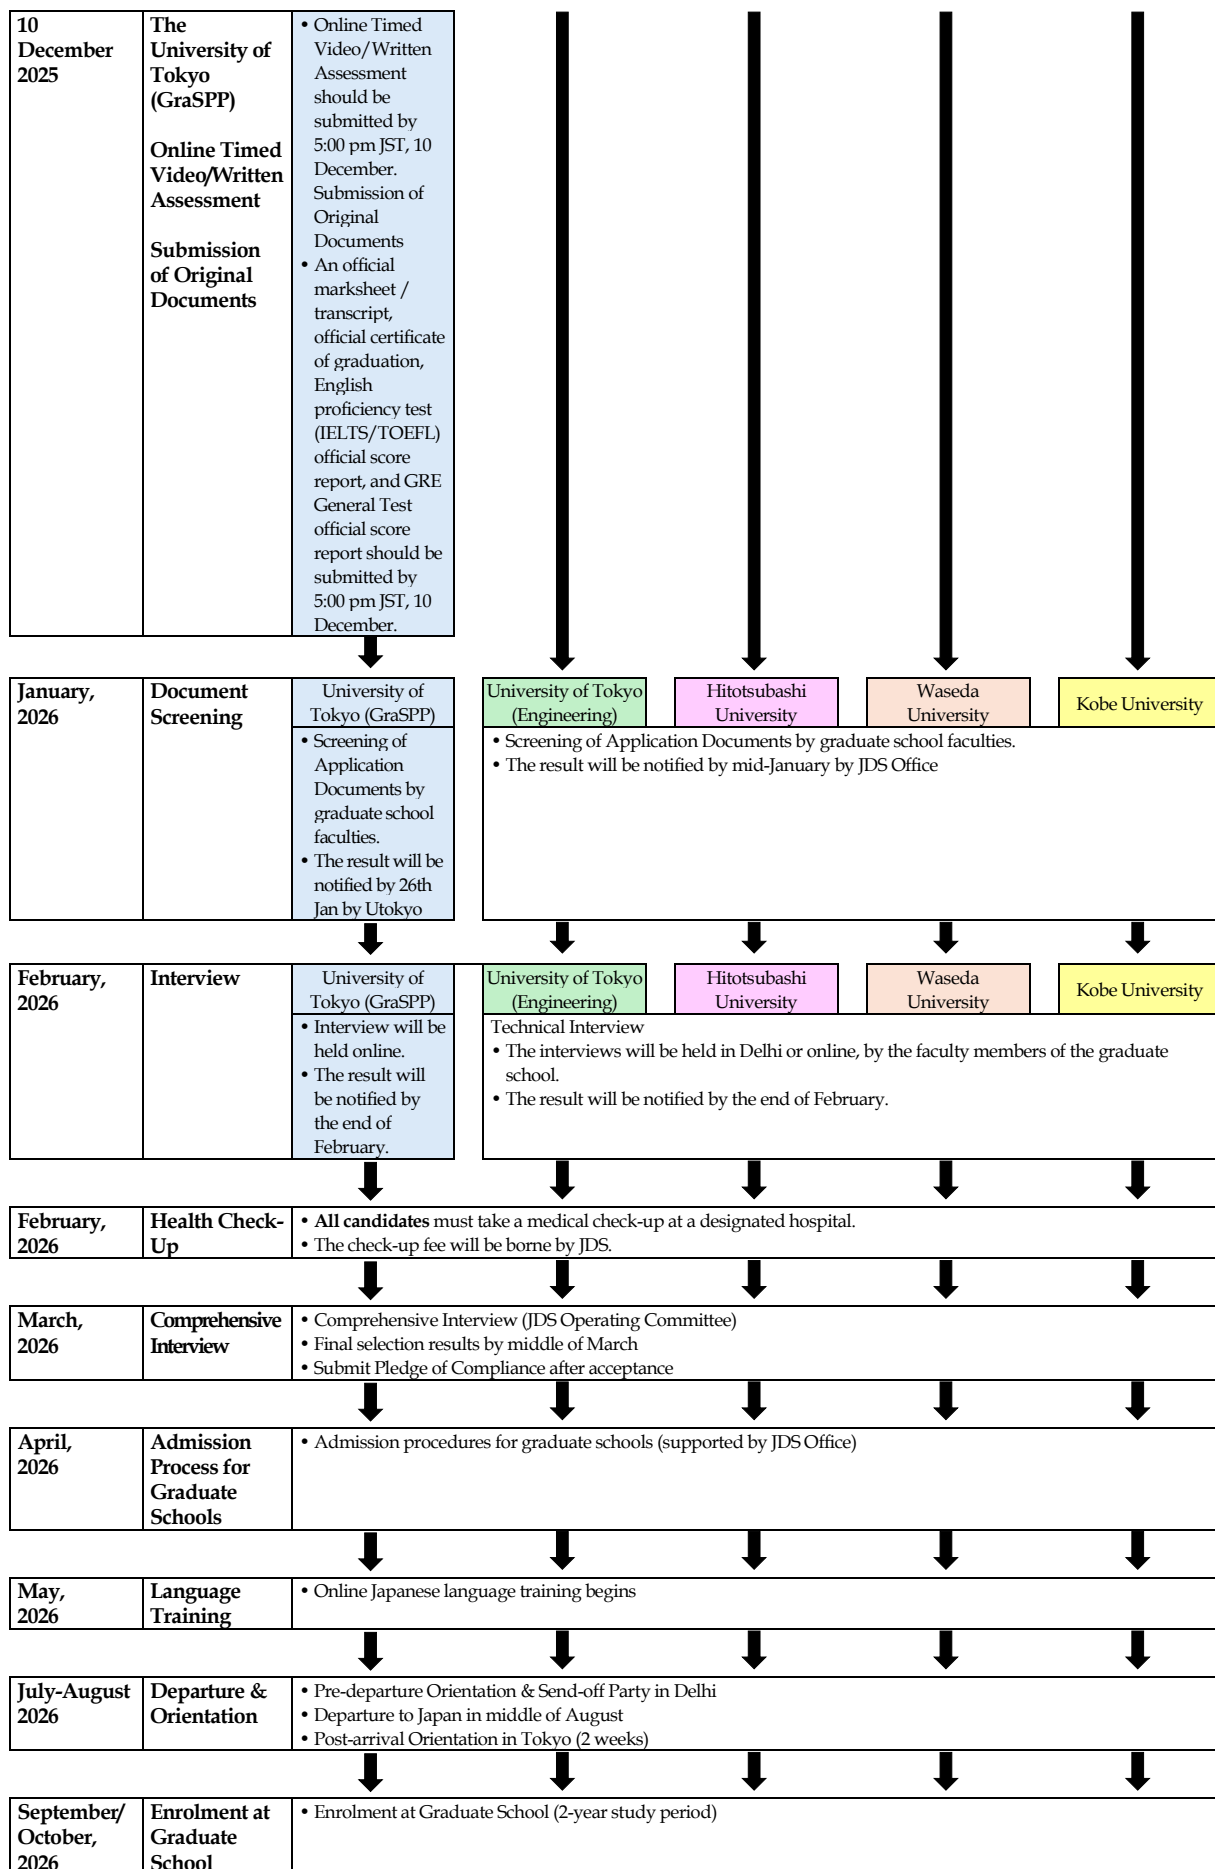 10
December
2025
The
University of
Tokyo
(GraSPP)
Online Timed
Video/Written
Assessment
Submission
of Original
Documents
• Online Timed
Video/Written
Assessment
should be
submitted by
5:00 pm JST, 10
December.
Submission of
Original
Documents
• An official
marksheet /
transcript,
official certificate
of graduation,
English
proficiency test
(IELTS/TOEFL)
official score
report, and GRE
General Test
official score
report should be
submitted by
5:00 pm JST, 10
December.
January,
2026
Document
Screening
University of
Tokyo (GraSPP)
• Screening of
Application
Documents by
graduate school
faculties.
• The result will be
notified by 26th
Jan by Utokyo
University of Tokyo
(Engineering)
Hitotsubashi
University
Waseda
University
Kobe University
• Screening of Application Documents by graduate school faculties.
• The result will be notified by mid-January by JDS Office
February,
2026
Interview
University of
Tokyo (GraSPP)
• Interview will be
held online.
• The result will
be notified by
the end of
February.
University of Tokyo
(Engineering)
Hitotsubashi
University
Waseda
University
Kobe University
Technical Interview
• The interviews will be held in Delhi or online, by the faculty members of the graduate
school.
• The result will be notified by the end of February.
February,
2026
Health Check-
Up
• All candidates must take a medical check-up at a designated hospital.
• The check-up fee will be borne by JDS.
March,
2026
Comprehensive
Interview
• Comprehensive Interview (JDS Operating Committee)
• Final selection results by middle of March
• Submit Pledge of Compliance after acceptance
April,
2026
Admission
Process for
Graduate
Schools
• Admission procedures for graduate schools (supported by JDS Office)
May,
2026
Language
Training
• Online Japanese language training begins
July-August
2026
Departure &
Orientation
• Pre-departure Orientation & Send-off Party in Delhi
• Departure to Japan in middle of August
• Post-arrival Orientation in Tokyo (2 weeks)
September/
October,
2026
Enrolment at
Graduate
School
• Enrolment at Graduate School (2-year study period)